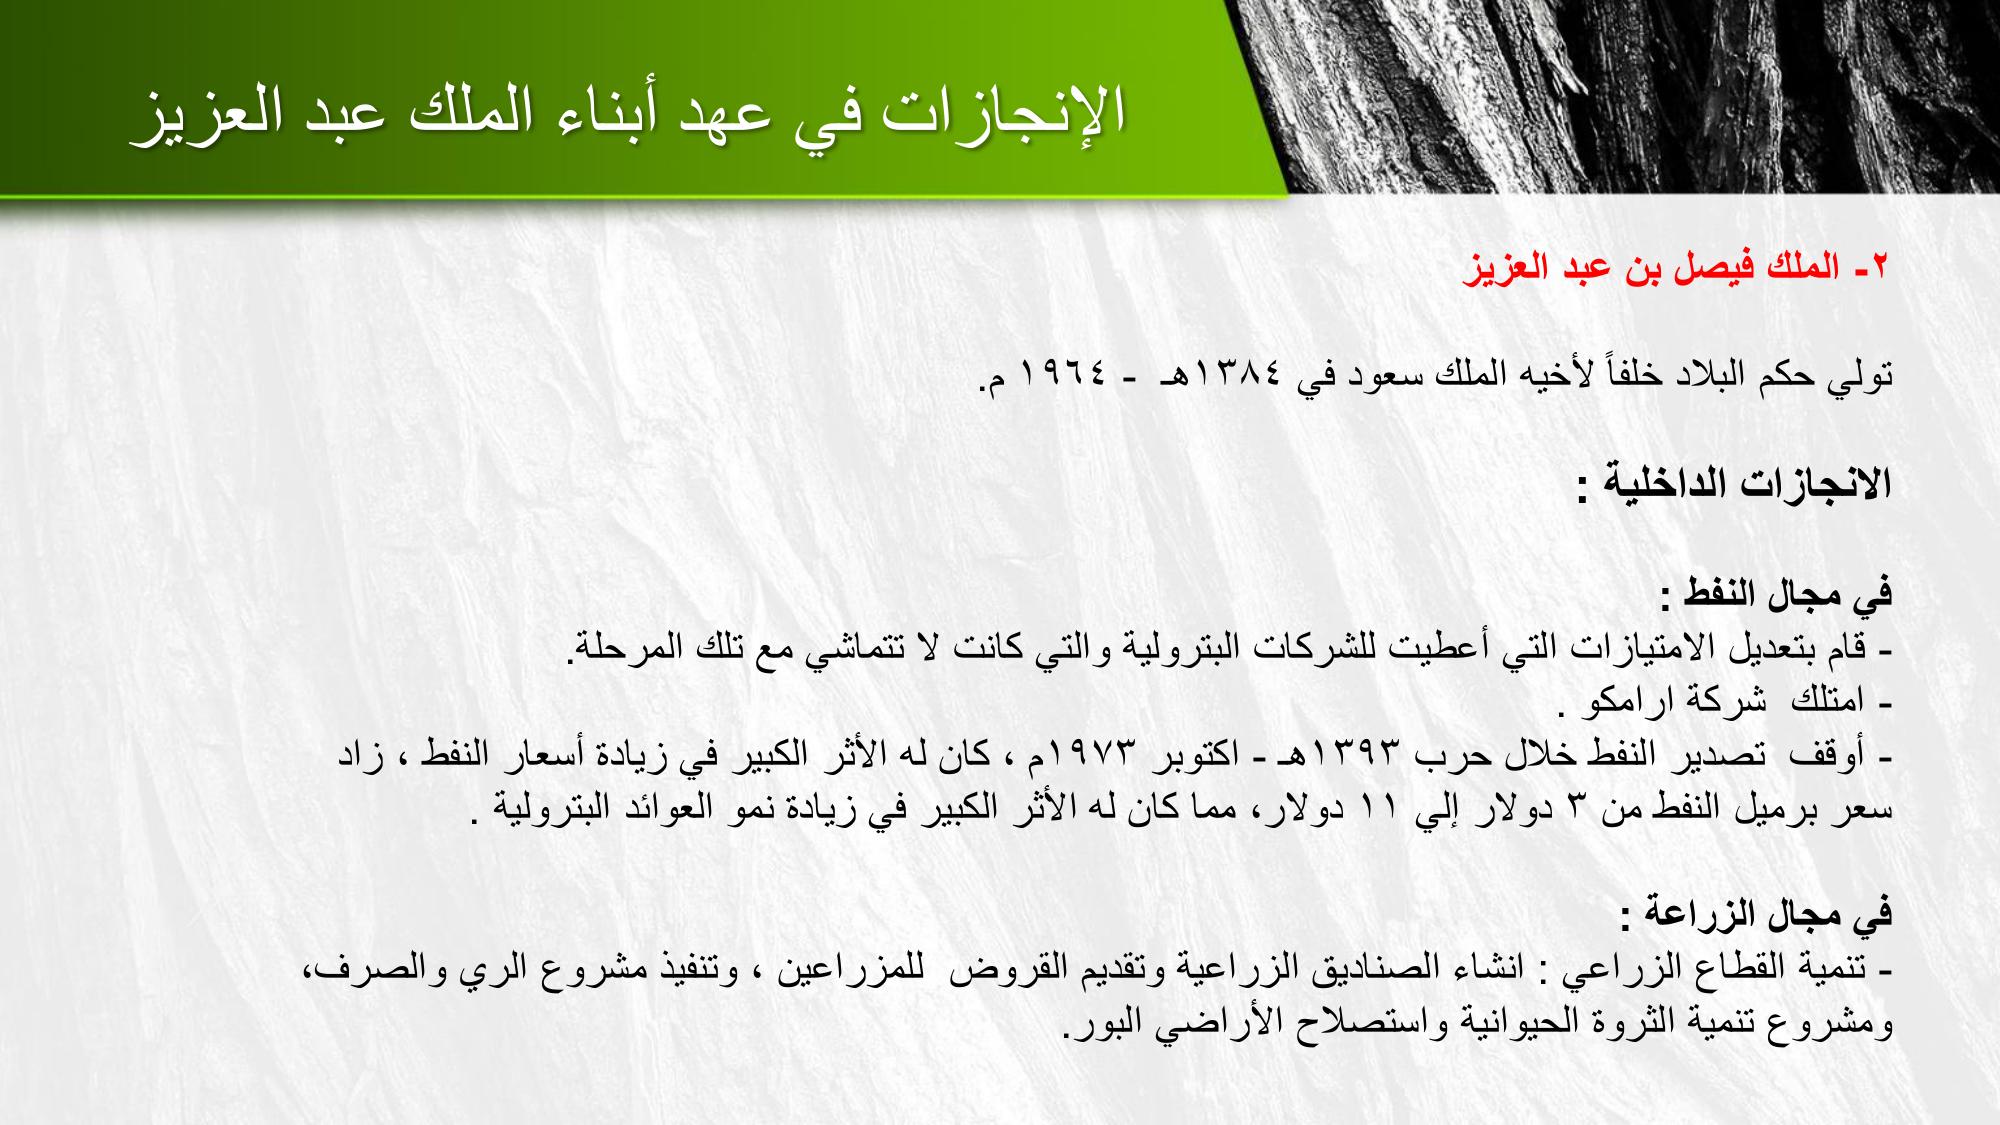 الإنجازات في عهد أبناء الملك عبد العزيز
٢- الملك فيصل بن عبد العزيز
تولي حكم البلاد خلفاً لأخيه الملك سعود في ١٣٨٤هـ - ١٩٦٤ م.
الانجازات الداخلية :
في مجال النفط :
- قام بتعديل الامتيازات التي أعطيت للشركات البترولية والتي كانت لا تتماشي مع تلك المرحلة.
- امتلك شركة ارامكو .
- أوقف تصدير النفط خلال حرب ١٣٩٣هـ - اكتوبر ١٩٧٣م ، كان له الأثر الكبير في زيادة أسعار النفط ، زاد
سعر برميل النفط من ٣ دولار إلي ١١ دولار، مما كان له الأثر الكبير في زيادة نمو العوائد البترولية .
في مجال الزراعة :
- تنمية القطاع الزراعي : انشاء الصناديق الزراعية وتقديم القروض للمزراعين ، وتنفيذ مشروع الري والصرف،
ومشروع تنمية الثروة الحيوانية واستصلاح الأراضي البور.